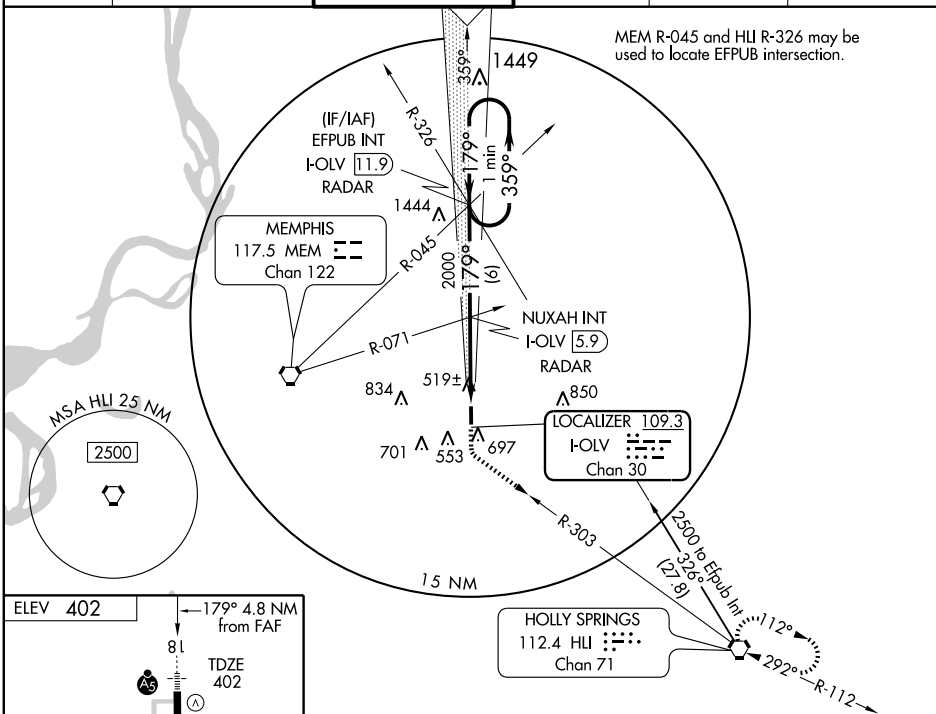 MEM R-045 and HLI R-326 may be
used to locate EFPUB intersection.
359°
1449
R-326
(IF/IAF)
EFPUB INT
I-OLV 11.9
RADAR
179°
1 min
359°
1444
MEMPHIS
117.5 MEM
Chan 122
R-045
2000
179°
(6)
NUXAH INT
I-OLV 5.9
RADAR
R-071
834
519±
850
MSA HLI 25 NM
2500
LOCALIZER 109.3
I-OLV
Chan 30
701
553
697
R-303
2500 to Efpub Int
326°
(27.8)
15 NM
HOLLY SPRINGS
112.4 HLI
Chan 71
112°
292°
R-112
ELEV 402
179° 4.8 NM
from FAF
18
TDZE
402
A5